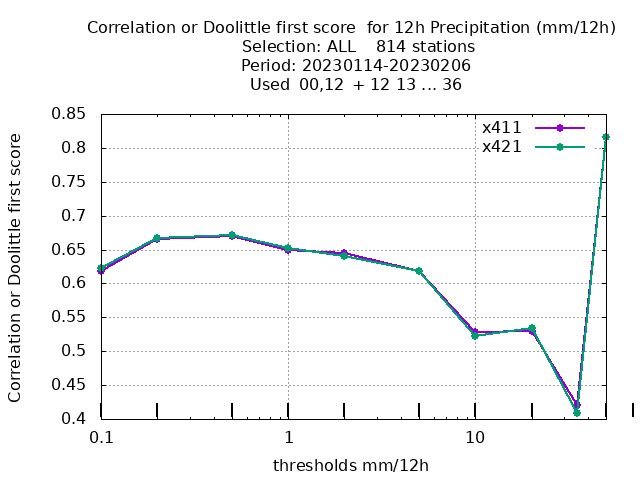 Correlation or Doolittle first score  for 12h Precipitation (mm/12h)
Selection: ALL    814 stations
Period: 20230114-20230206
Used  00,12  + 12 13 ... 36
x411
x421
0.85
0.8
0.75
0.7
0.65
0.6
0.55
0.5
0.45
0.4
Correlation or Doolittle first score
0.1
1
10
thresholds mm/12h